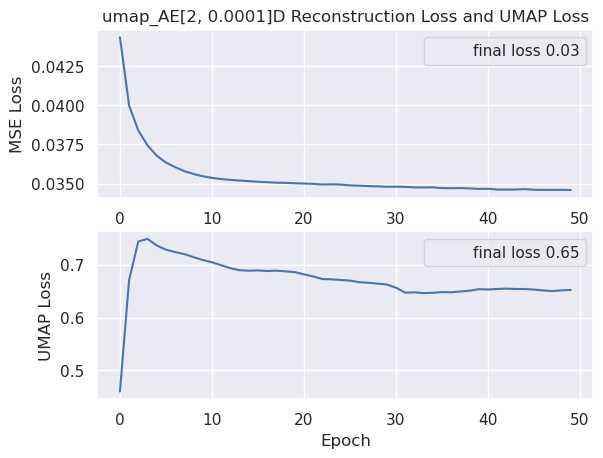 umap_AE[2, 0.0001]D Reconstruction Loss and UMAP Loss
final loss 0.03
0.0425
0.0400
0.0375
0.0350
MSE Loss
0 10 20 30 40 50
final loss 0.65
0.7
0.6
0.5
UMAP Loss
0 10 20 30 40 50
Epoch